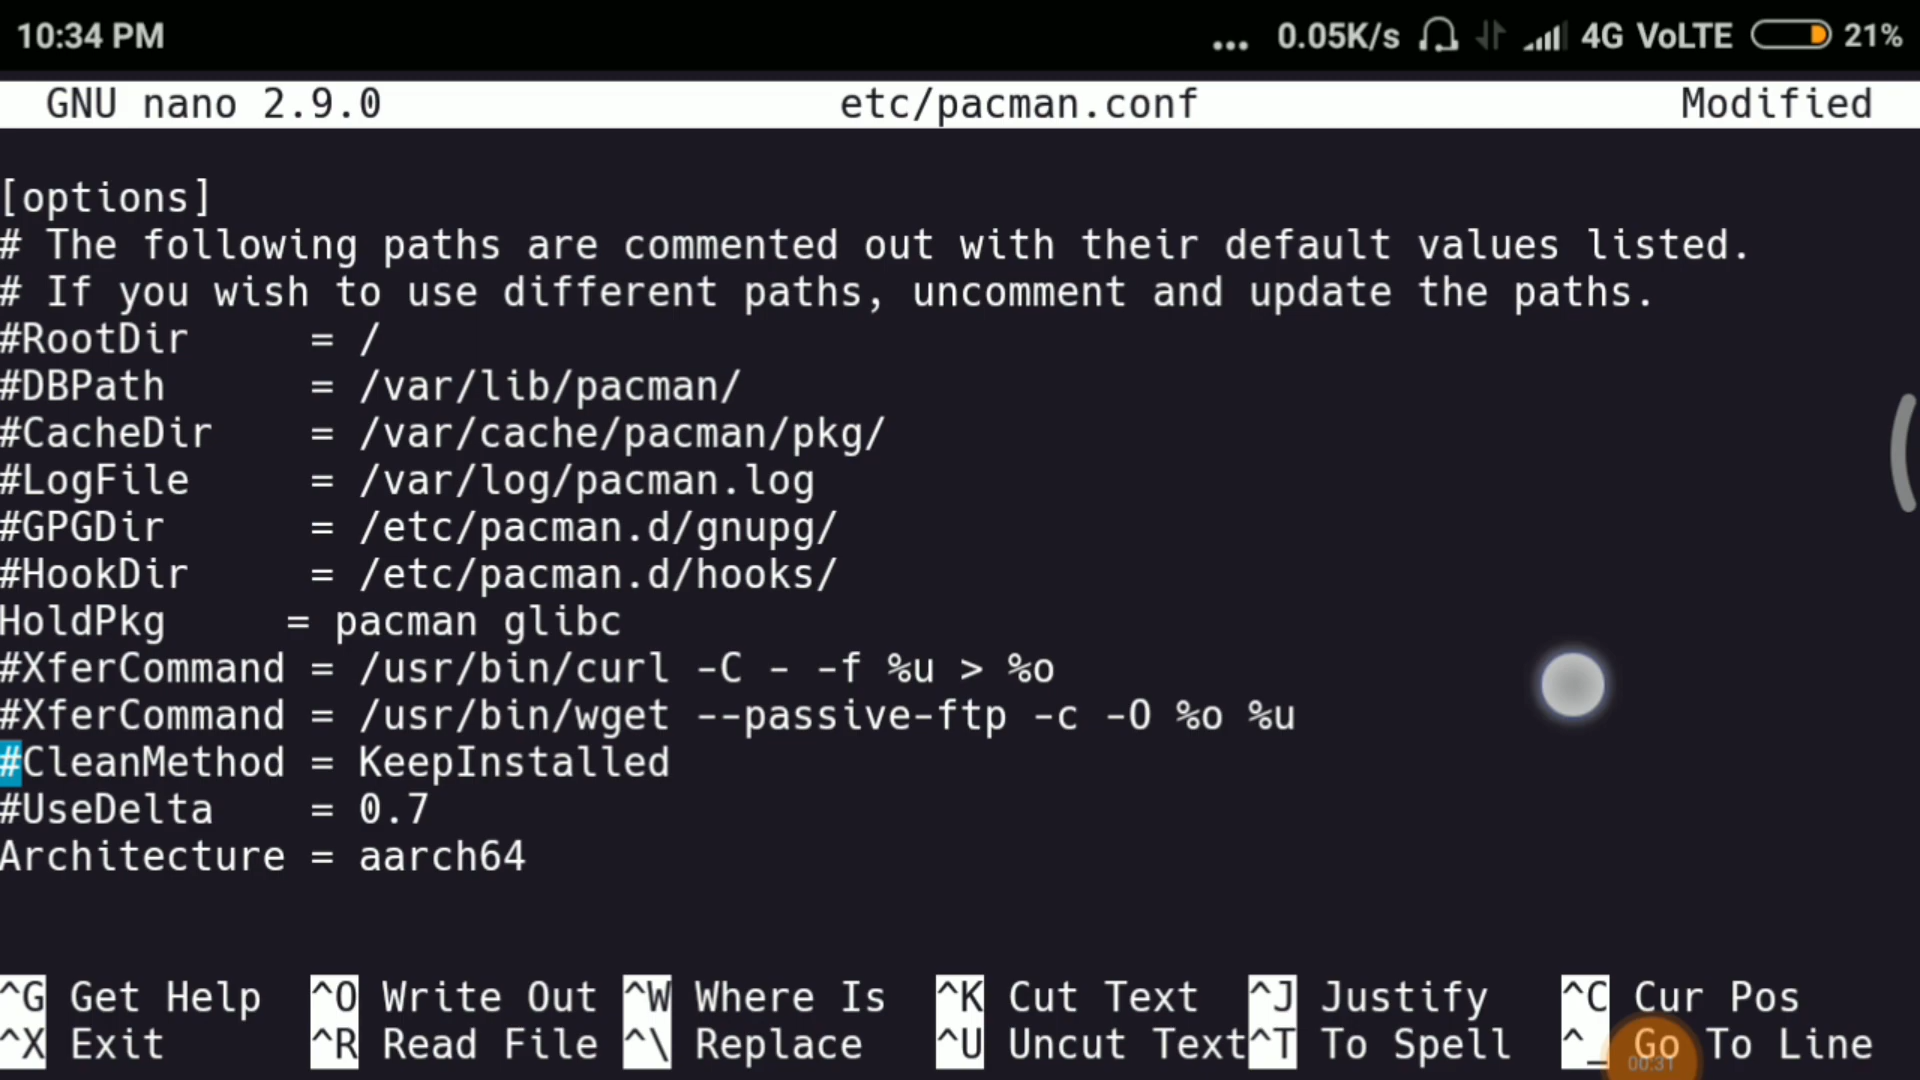 10:34 PM ... 0.05K/s 4G VoLTE 21%
GNU nano 2.9.0 etc/pacman.conf Modified
[options]
# The following paths are commented out with their default values listed.
# If you wish to use different paths, uncomment and update the paths.
#RootDir     = /
#DBPath      = /var/lib/pacman/
#CacheDir    = /var/cache/pacman/pkg/
#LogFile     = /var/log/pacman.log
#GPGDir      = /etc/pacman.d/gnupg/
#HookDir     = /etc/pacman.d/hooks/
HoldPkg     = pacman glibc
#XferCommand = /usr/bin/curl -C - -f %u > %o
#XferCommand = /usr/bin/wget --passive-ftp -c -O %o %u
#CleanMethod = KeepInstalled
#UseDelta    = 0.7
Architecture = aarch64
^G Get Help ^O Write Out ^W Where Is ^K Cut Text ^J Justify ^C Cur Pos
^X Exit ^R Read File ^\ Replace ^U Uncut Text ^T To Spell ^_ Go To Line
00:31